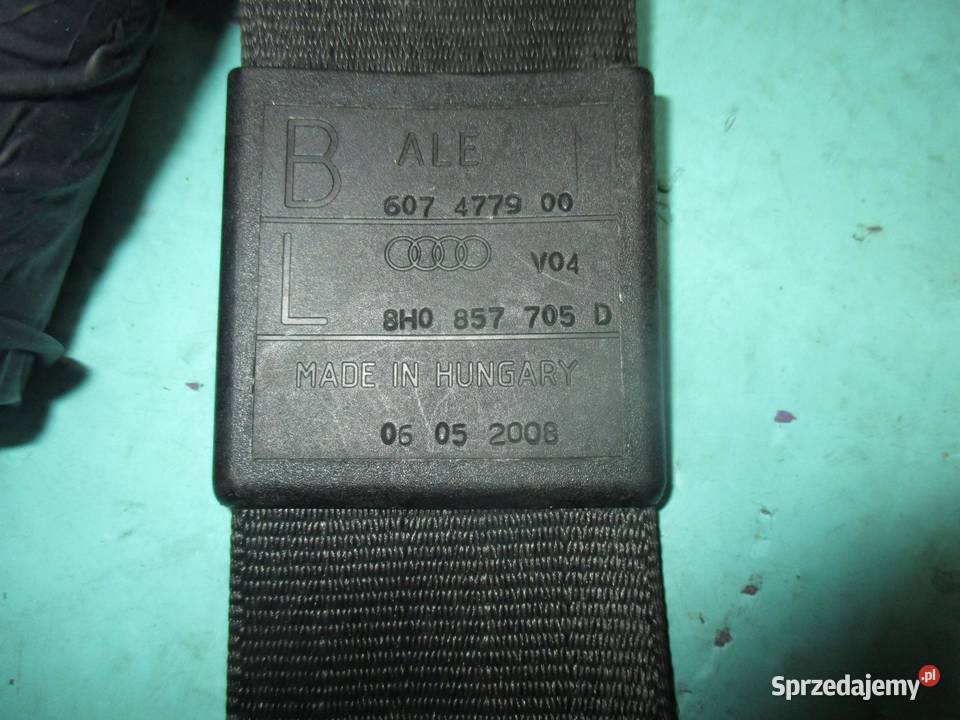 B ALE
607 4779 00
L V04
8H0 857 705 D
MADE IN HUNGARY
06 05 2008
Sprzedajemy.pl